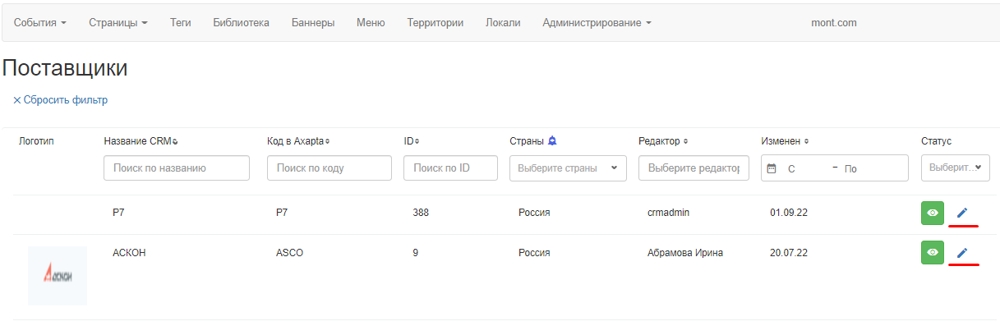 События Страницы Теги Библиотека Баннеры Меню Территории Локали Администрирование mont.com
Поставщики
× Сбросить фильтр
Логотип Название CRM Код в Axapta ID Страны Редактор Изменен Статус
Поиск по названию Поиск по коду Поиск по ID Выберите страны Выберите редактор С – По Выберит...
Р7 Р7 388 Россия crmadmin 01.09.22
АСКОН ASCO 9 Россия Абрамова Ирина 20.07.22
АСКОН